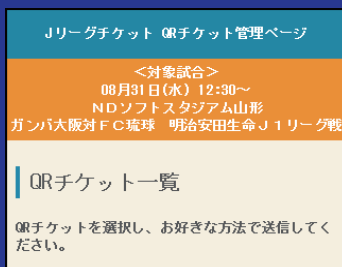 Jリーグチケット QRチケット管理ページ
＜対象試合＞
08月31日(水) 12:30～
NDソフトスタジアム山形
ガンバ大阪対FC琉球　明治安田生命J1リーグ戦
QRチケット一覧
QRチケットを選択し、お好きな方法で送信してく
ださい。